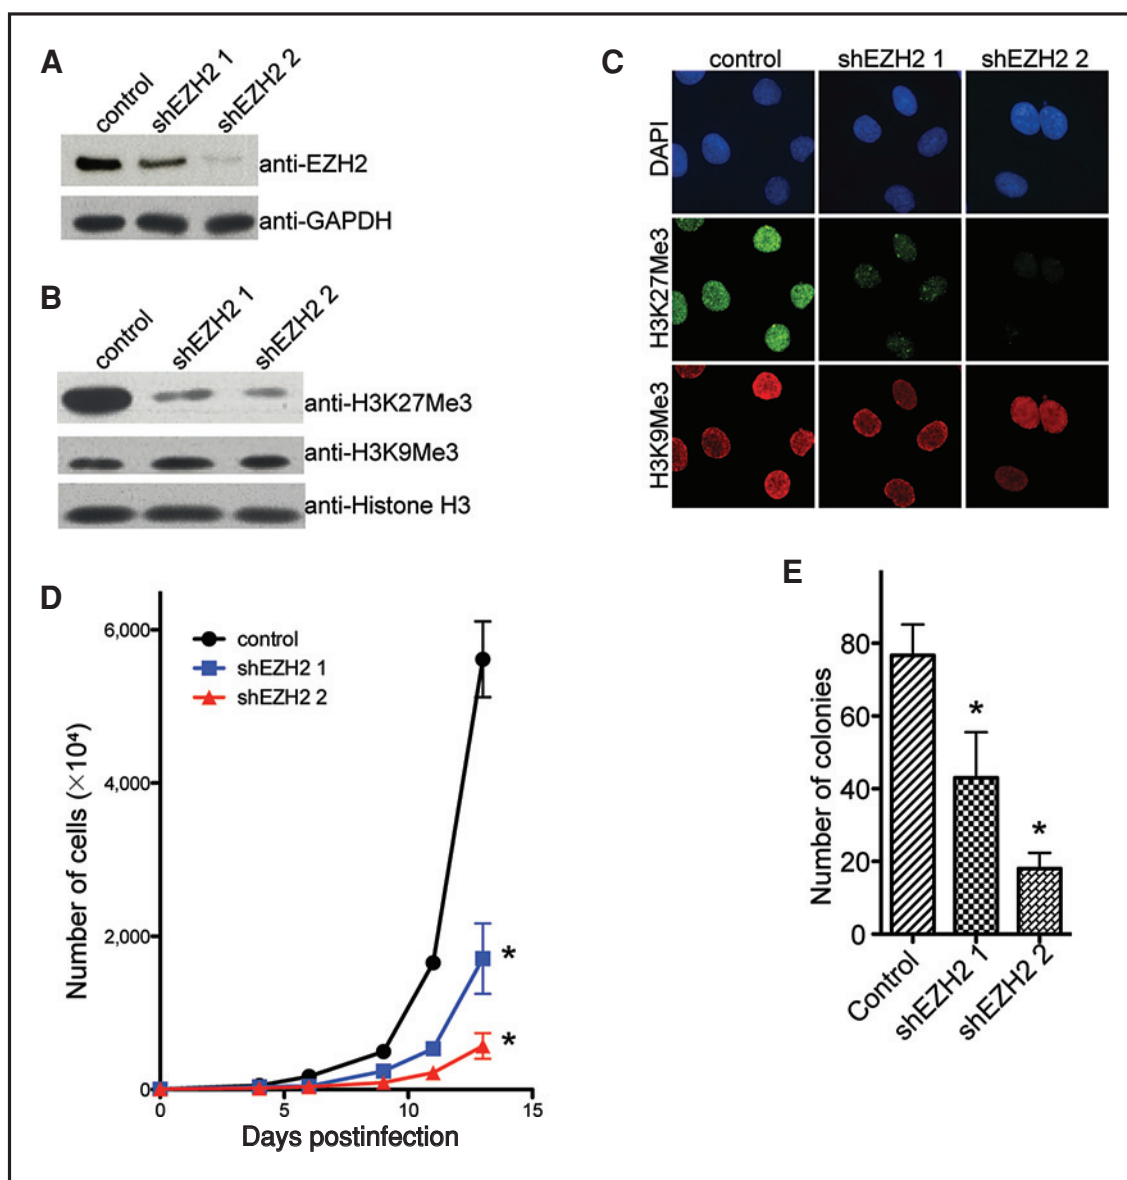 A
control
shEZH2 1
shEZH2 2
anti-EZH2
anti-GAPDH
B
control
shEZH2 1
shEZH2 2
anti-H3K27Me3
anti-H3K9Me3
anti-Histone H3
C
control
shEZH2 1
shEZH2 2
DAPI
H3K27Me3
H3K9Me3
D
6,000
4,000
2,000
0
Number of cells (×10⁴)
control
shEZH2 1
shEZH2 2
*
*
0
5
10
15
Days postinfection
E
80
60
40
20
0
Number of colonies
*
*
Control
shEZH2 1
shEZH2 2